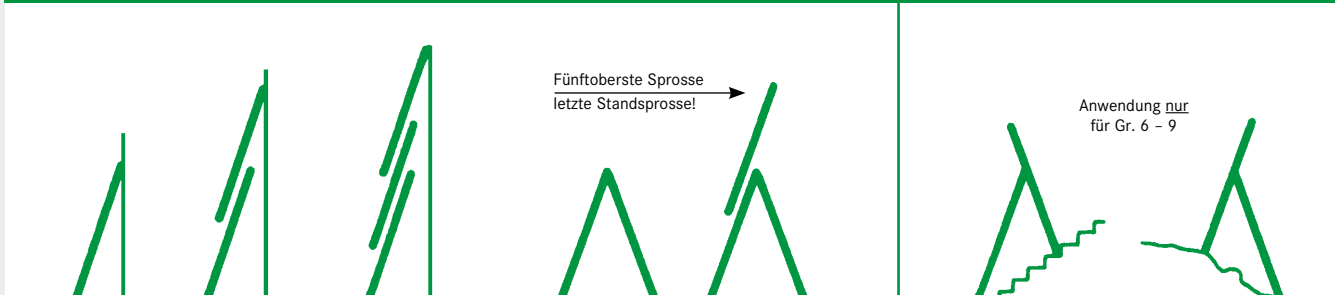 Fünftoberste Sprosse
letzte Standsprosse!
Anwendung nur
für Gr. 6 – 9